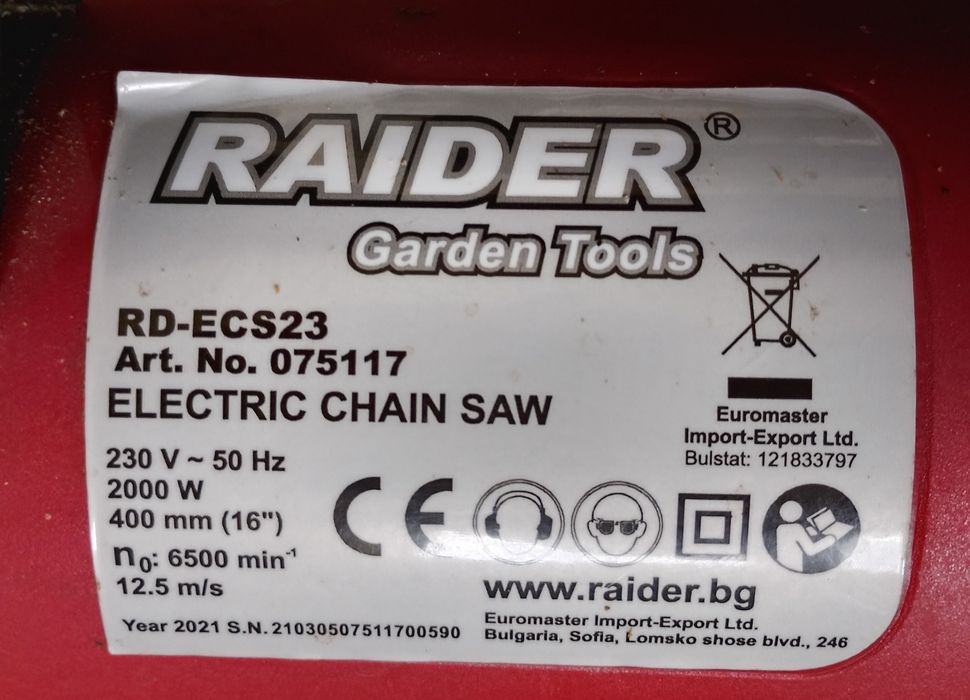 RAIDER®
Garden Tools
RD-ECS23
Art. No. 075117
ELECTRIC CHAIN SAW
230 V ~ 50 Hz
2000 W
400 mm (16")
n₀: 6500 min⁻¹
12.5 m/s
Year 2021 S.N. 21030507511700590
Euromaster
Import-Export Ltd.
Bulstat: 121833797
CE
www.raider.bg
Euromaster Import-Export Ltd.
Bulgaria, Sofia, Lomsko shose blvd., 246